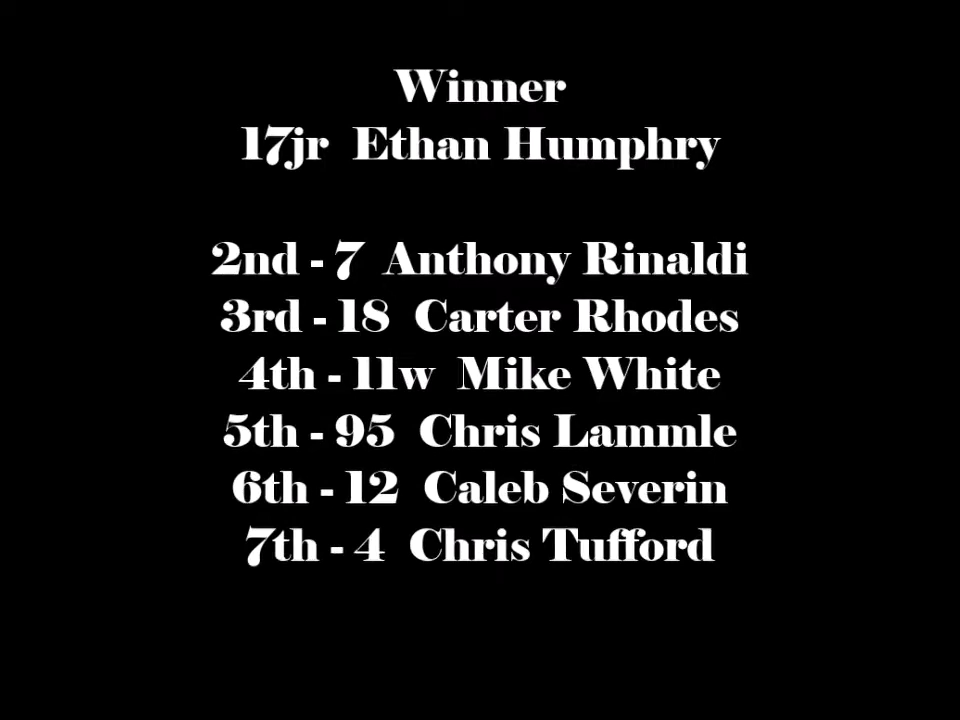 Winner
17jr Ethan Humphry
2nd - 7 Anthony Rinaldi
3rd - 18 Carter Rhodes
4th - 11w Mike White
5th - 95 Chris Lammle
6th - 12 Caleb Severin
7th - 4 Chris Tufford